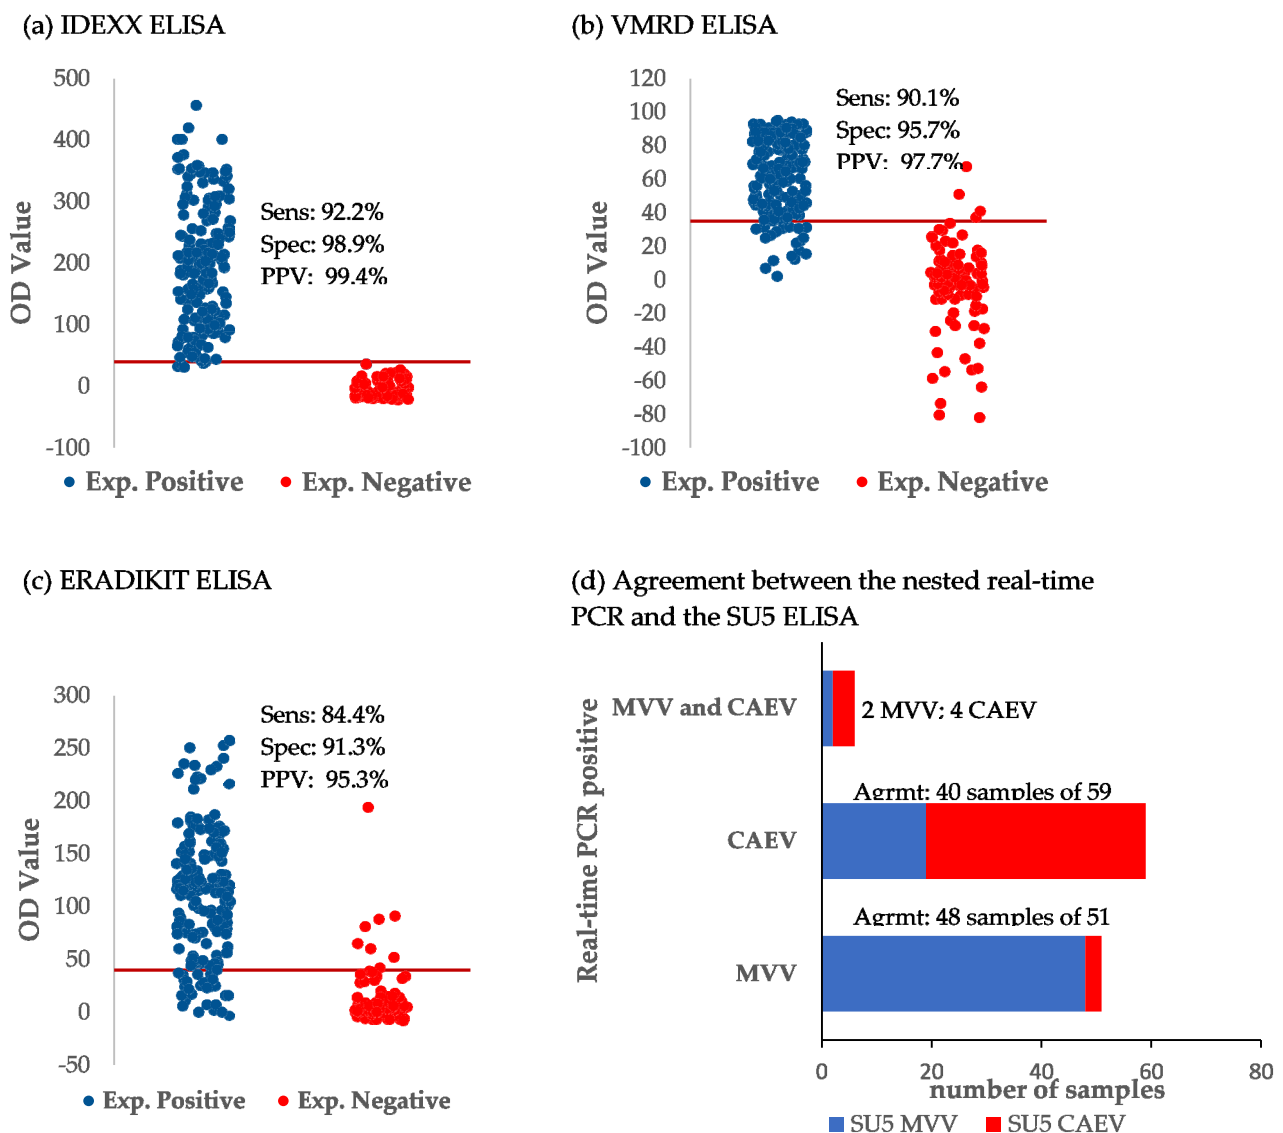 (a) IDEXX ELISA
500
400
300
200
100
0
-100
OD Value
Sens: 92.2%
Spec: 98.9%
PPV: 99.4%
Exp. Positive
Exp. Negative
(b) VMRD ELISA
120
100
80
60
40
20
0
-20
-40
-60
-80
-100
OD Value
Sens: 90.1%
Spec: 95.7%
PPV: 97.7%
Exp. Positive
Exp. Negative
(c) ERADIKIT ELISA
300
250
200
150
100
50
0
-50
OD Value
Sens: 84.4%
Spec: 91.3%
PPV: 95.3%
Exp. Positive
Exp. Negative
(d) Agreement between the nested real-time
PCR and the SU5 ELISA
Real-time PCR positive
MVV and CAEV
2 MVV; 4 CAEV
Agrmt: 40 samples of 59
CAEV
Agrmt: 48 samples of 51
MVV
0
20
40
60
80
number of samples
SU5 MVV
SU5 CAEV